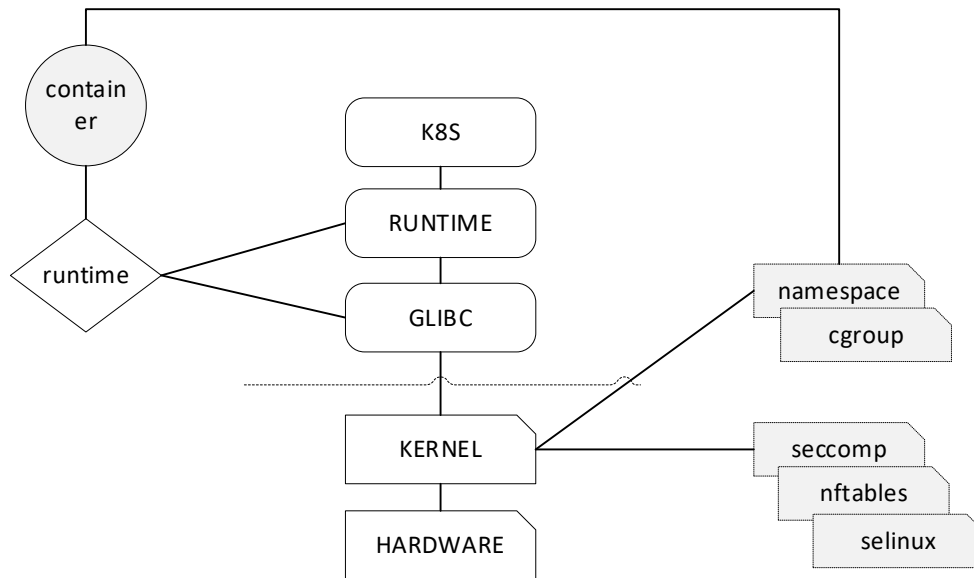 contain
er
K8S
RUNTIME
runtime
namespace
GLIBC
cgroup
KERNEL
seccomp
nftables
selinux
HARDWARE